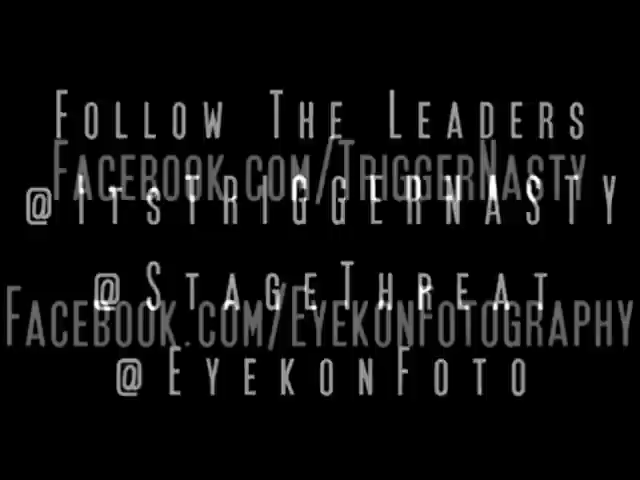 Follow The Leaders
Facebook.com/TriggerNasty
@itsTRIGGERNASTY
@StageThreat
Facebook.com/EyekonFotography
@EyekonFoto